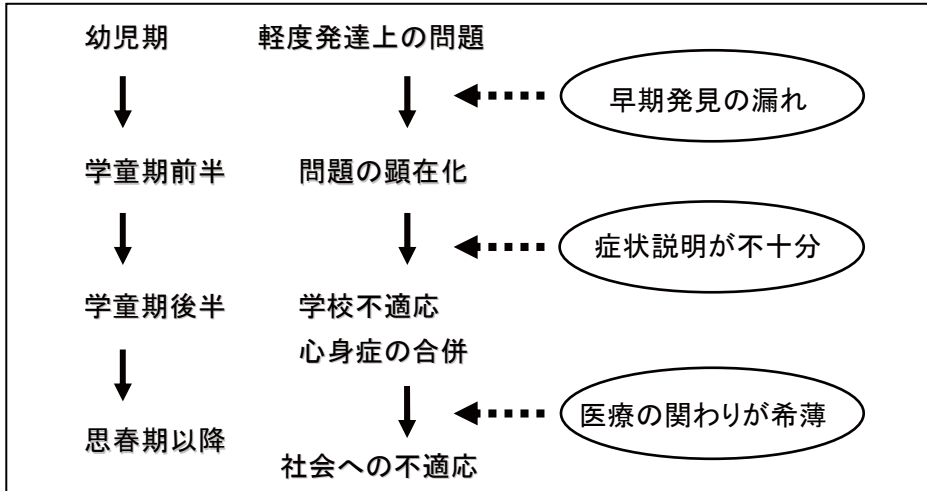 幼児期 軽度発達上の問題
早期発見の漏れ
学童期前半 問題の顕在化
症状説明が不十分
学童期後半 学校不適応
心身症の合併
医療の関わりが希薄
思春期以降
社会への不適応